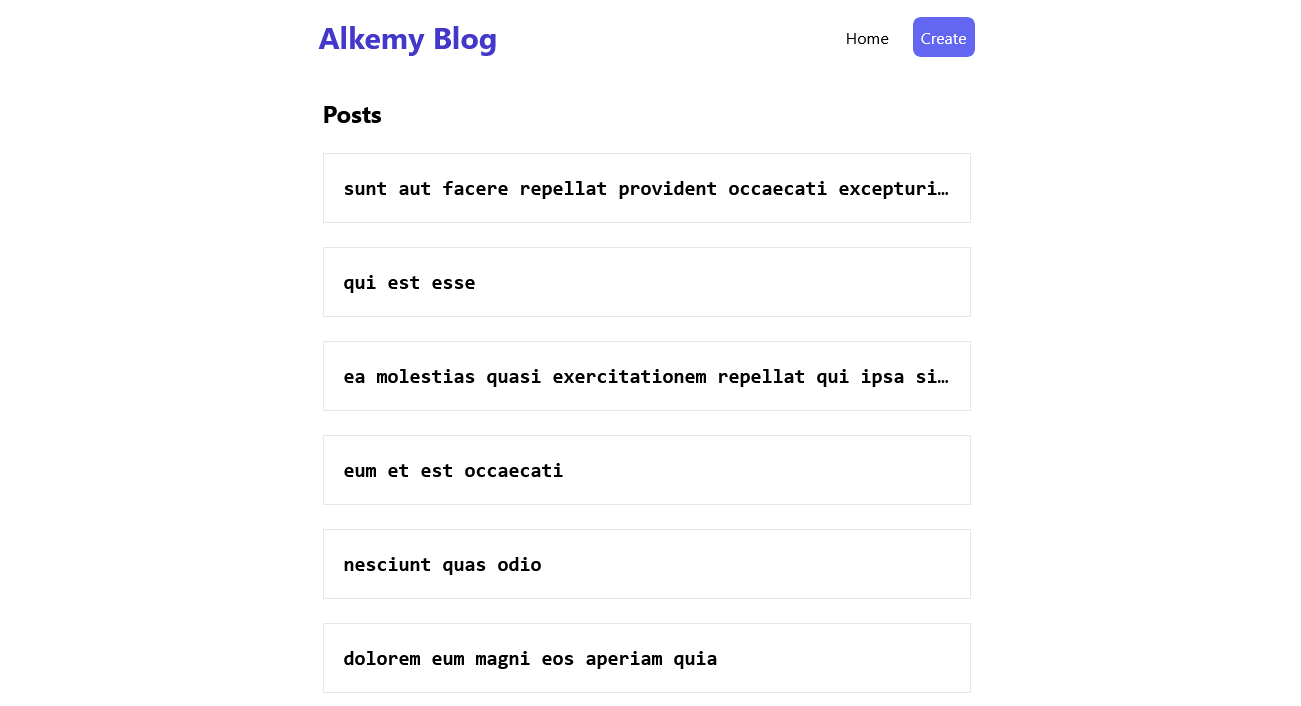 Alkemy Blog
Home
Create
Posts
sunt aut facere repellat provident occaecati excepturi…
qui est esse
ea molestias quasi exercitationem repellat qui ipsa si…
eum et est occaecati
nesciunt quas odio
dolorem eum magni eos aperiam quia